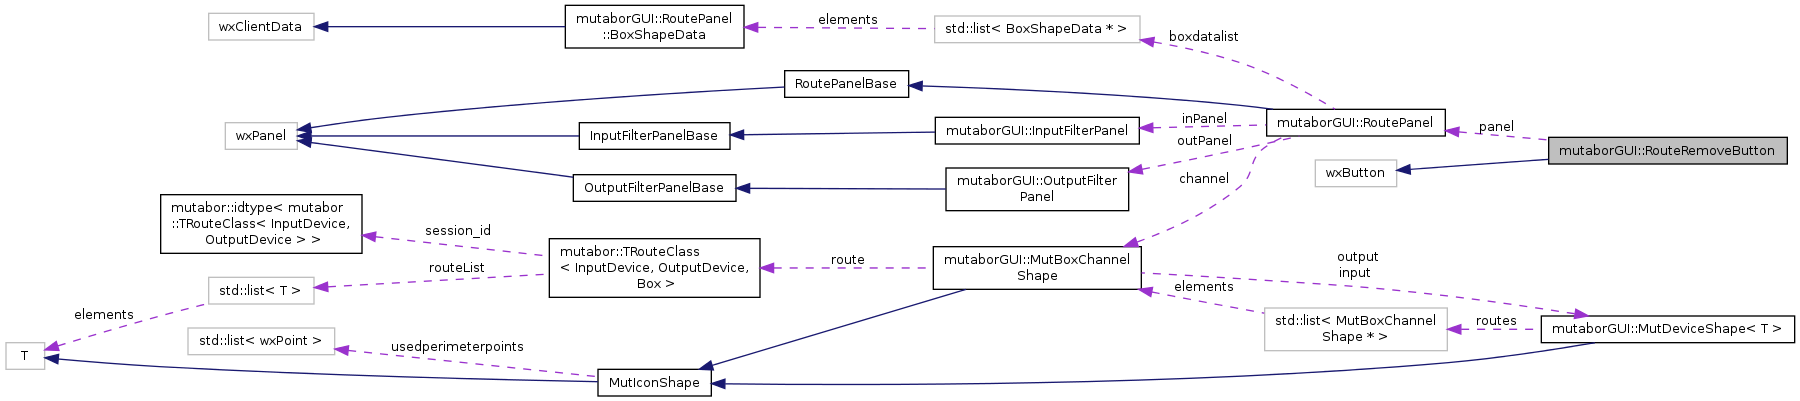 wxClientData
mutaborGUI::RoutePanel
::BoxShapeData
elements
std::list< BoxShapeData * >
boxdatalist
RoutePanelBase
wxPanel
InputFilterPanelBase
mutaborGUI::InputFilterPanel
inPanel
mutaborGUI::RoutePanel
panel
mutaborGUI::RouteRemoveButton
outPanel
wxButton
OutputFilterPanelBase
mutaborGUI::OutputFilter
Panel
channel
mutabor::idtype< mutabor
::TRouteClass< InputDevice,
OutputDevice > >
session_id
mutabor::TRouteClass
< InputDevice, OutputDevice,
Box >
routeList
route
mutaborGUI::MutBoxChannel
Shape
output
input
std::list< T >
elements
elements
std::list< MutBoxChannel
Shape * >
routes
mutaborGUI::MutDeviceShape< T >
std::list< wxPoint >
usedperimeterpoints
T
MutIconShape